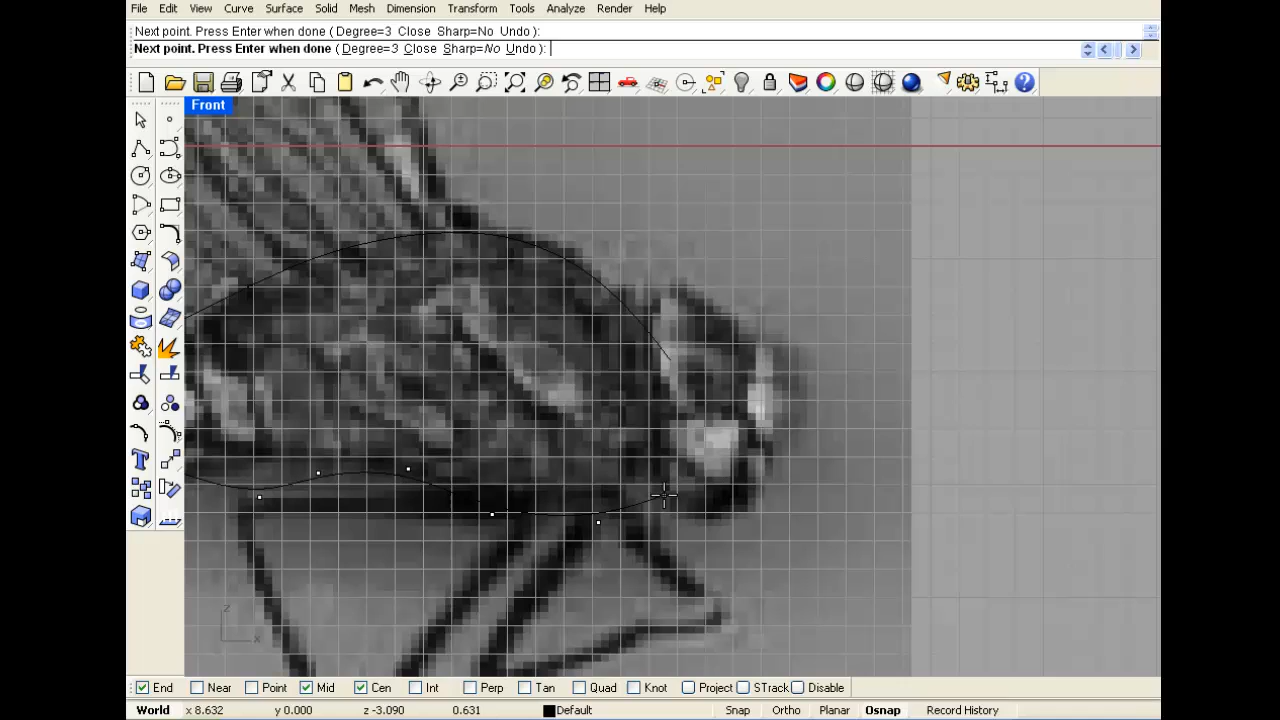 File Edit View Curve Surface Solid Mesh Dimension Transform Tools Analyze Render Help
Next point. Press Enter when done ( Degree=3 Close Sharp=No Undo ):
Next point. Press Enter when done ( Degree=3 Close Sharp=No Undo ):
Front
z
x
End Near Point Mid Cen Int Perp Tan Quad Knot Project STrack Disable
World x 8.632 y 0.000 z -3.090 0.631 Default Snap Ortho Planar Osnap Record History